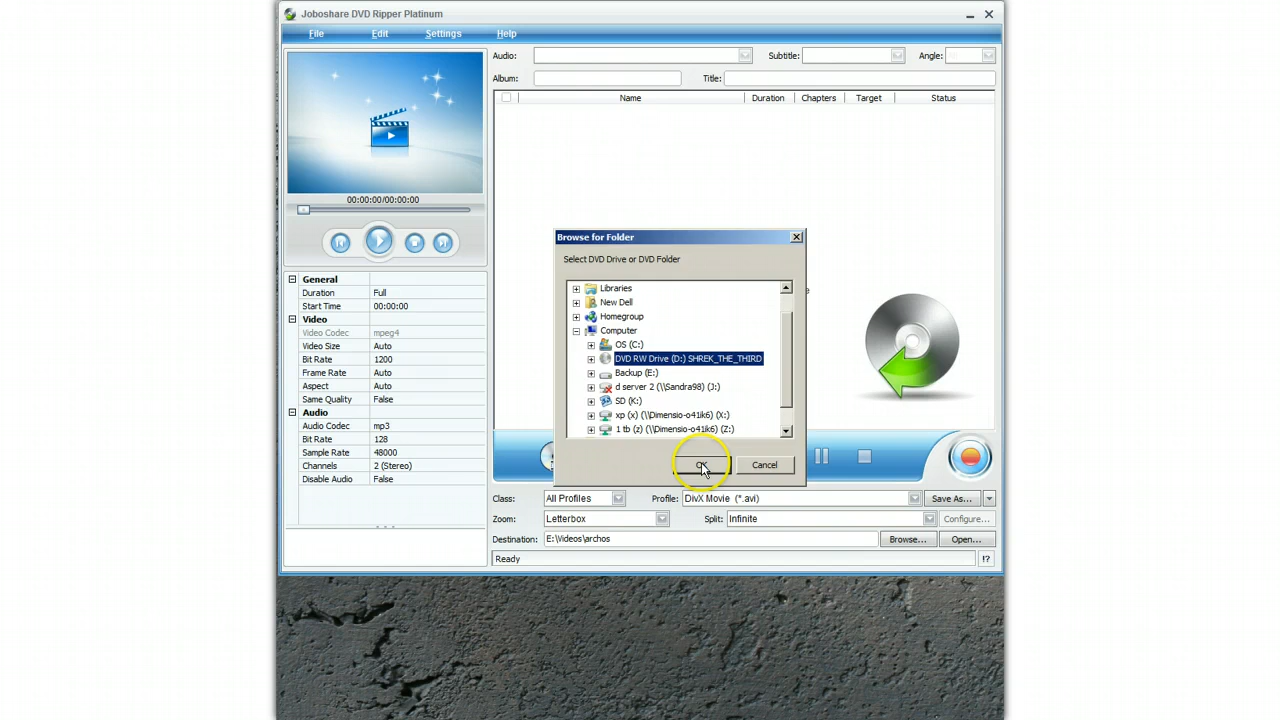 Joboshare DVD Ripper Platinum
File Edit Settings Help
Audio: Subtitle: Angle:
Album: Title:
Name Duration Chapters Target Status
00:00:00/00:00:00
General
Duration Full
Start Time 00:00:00
Video
Video Codec mpeg4
Video Size Auto
Bit Rate 1200
Frame Rate Auto
Aspect Auto
Same Quality False
Audio
Audio Codec mp3
Bit Rate 128
Sample Rate 48000
Channels 2 (Stereo)
Disable Audio False
Browse for Folder
Select DVD Drive or DVD Folder
Libraries
New Dell
Homegroup
Computer
OS (C:)
DVD RW Drive (D:) SHREK_THE_THIRD
Backup (E:)
d server 2 (\\Sandra98) (J:)
SD (K:)
xp (x) (\\Dimensio-o41ik6) (X:)
1 tb (z) (\\Dimensio-o41ik6) (Z:)
OK Cancel
Class: All Profiles Profile: DivX Movie (*.avi) Save As...
Zoom: Letterbox Split: Infinite Configure...
Destination: E:\Videos\archos Browse... Open...
Ready !?